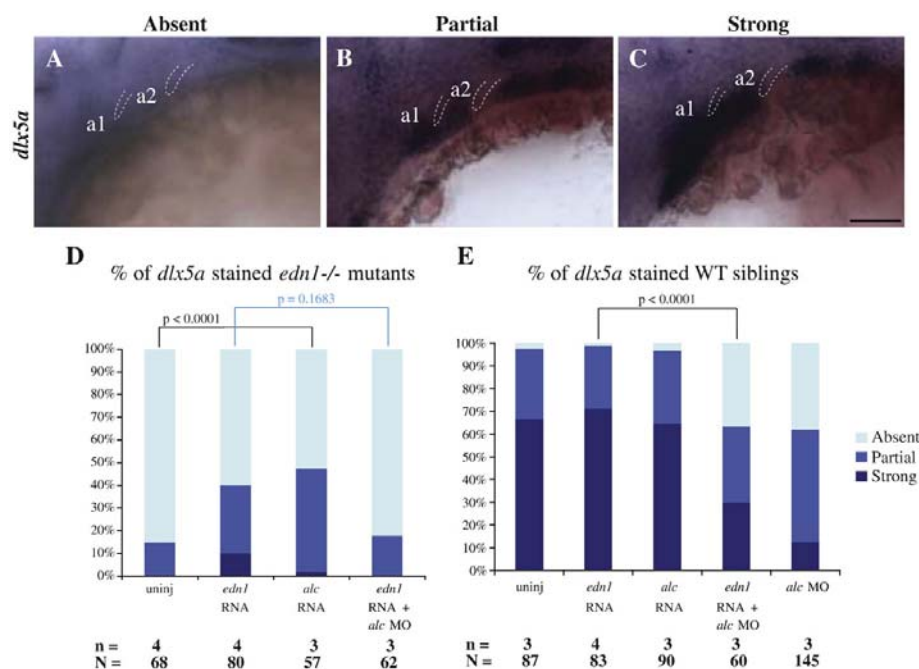 Absent Partial Strong
A B C
a1 a2 a1 a2 a1 a2
dlx5a
D
% of dlx5a stained edn1-/- mutants
p = 0.1683
p < 0.0001
100%
90%
80%
70%
60%
50%
40%
30%
20%
10%
0%
uninj edn1 alc edn1
RNA RNA RNA +
alc MO
n = 4 4 3 3
N = 68 80 57 62
E
% of dlx5a stained WT siblings
p < 0.0001
100%
90%
80%
70%
60%
50%
40%
30%
20%
10%
0%
uninj edn1 alc edn1 alc MO
RNA RNA RNA +
alc MO
n = 3 4 3 3 3
N = 87 83 90 60 145
Absent
Partial
Strong